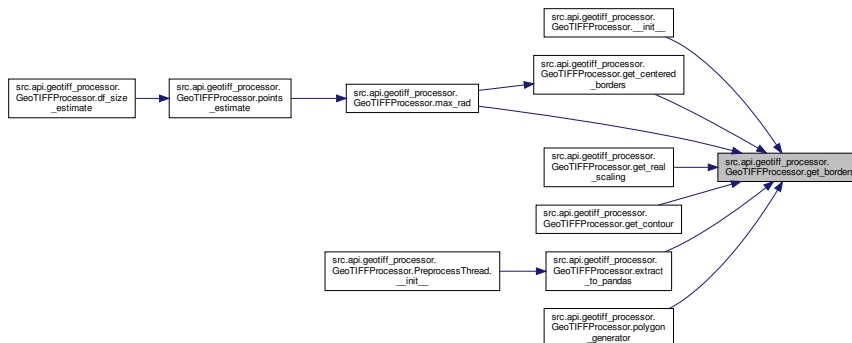 src.api.geotiff_processor.
GeoTIFFProcessor.__init__
src.api.geotiff_processor.
GeoTIFFProcessor.get_centered
_borders
src.api.geotiff_processor.
GeoTIFFProcessor.df_size
_estimate
src.api.geotiff_processor.
GeoTIFFProcessor.points
_estimate
src.api.geotiff_processor.
GeoTIFFProcessor.max_rad
src.api.geotiff_processor.
GeoTIFFProcessor.get_real
_scaling
src.api.geotiff_processor.
GeoTIFFProcessor.get_borders
src.api.geotiff_processor.
GeoTIFFProcessor.get_contour
src.api.geotiff_processor.
GeoTIFFProcessor.PreprocessThread.
__init__
src.api.geotiff_processor.
GeoTIFFProcessor.extract
_to_pandas
src.api.geotiff_processor.
GeoTIFFProcessor.polygon
_generator